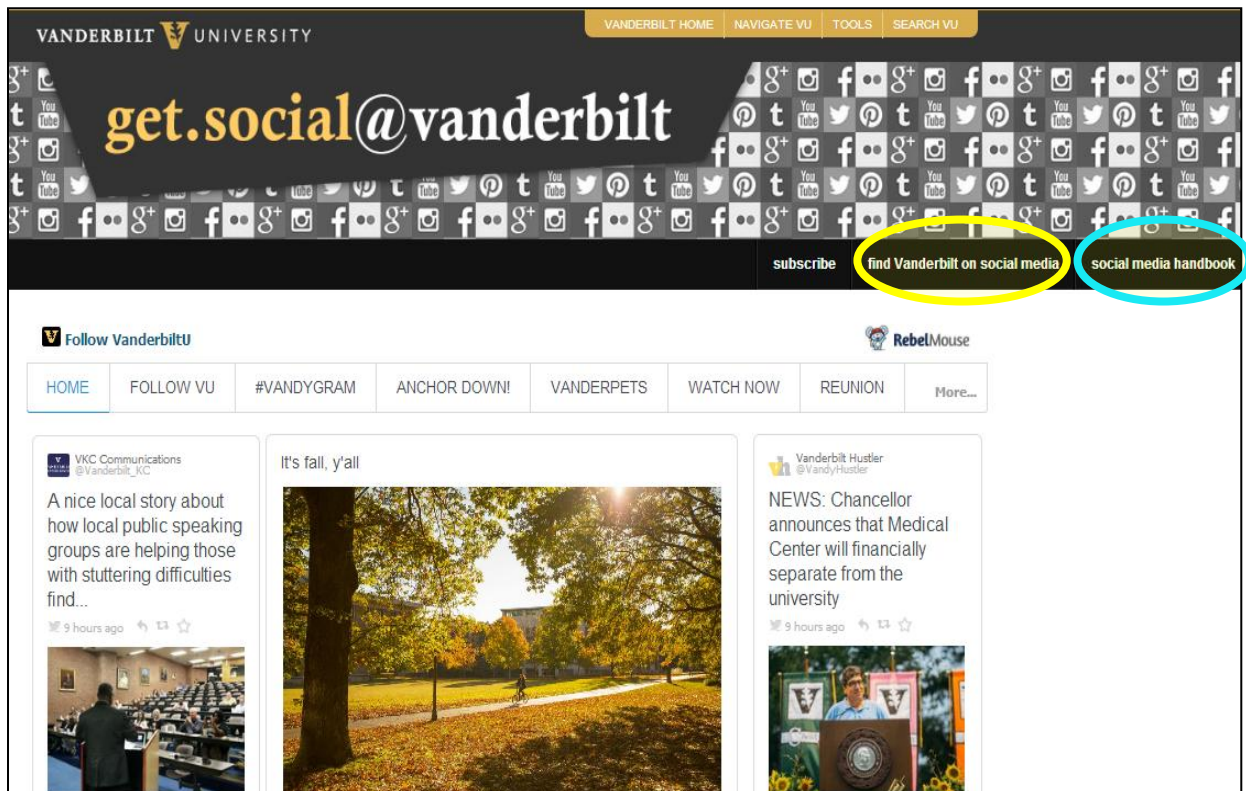 VANDERBILT UNIVERSITY
VANDERBILT HOME NAVIGATE VU TOOLS SEARCH VU
get.social@vanderbilt
subscribe find Vanderbilt on social media social media handbook
Follow VanderbiltU
RebelMouse
HOME FOLLOW VU #VANDYGRAM ANCHOR DOWN! VANDERPETS WATCH NOW REUNION More...
VKC Communications
@Vanderbilt_KC
A nice local story about
how local public speaking
groups are helping those
with stuttering difficulties
find...
9 hours ago
It's fall, y'all
Vanderbilt Hustler
@VandyHustler
NEWS: Chancellor
announces that Medical
Center will financially
separate from the
university
9 hours ago